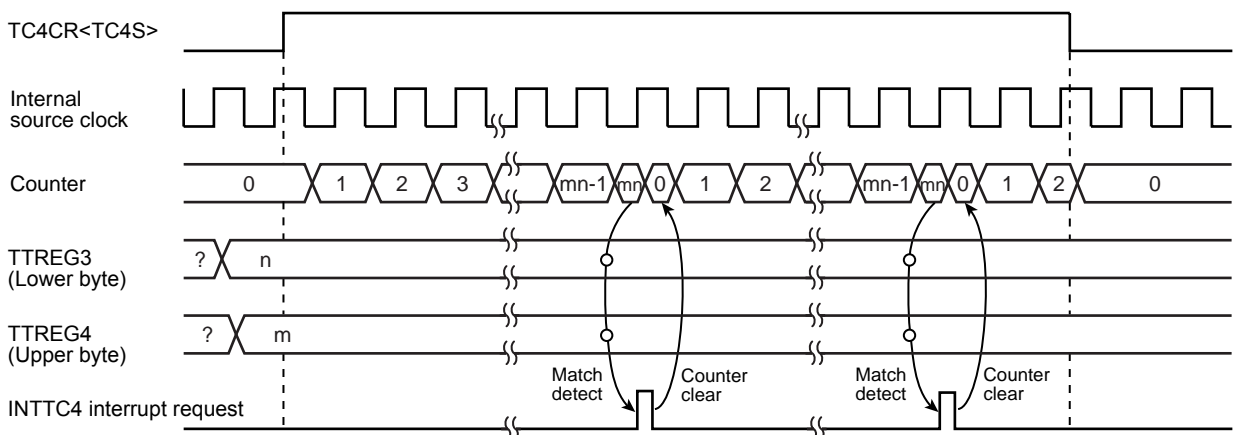 TC4CR<TC4S>
Internal
source clock
Counter
0 1 2 3 mn-1 mn 0 1 2 mn-1 mn 0 1 2 0
TTREG3
(Lower byte)
? n
TTREG4
(Upper byte)
? m
Match
detect
Counter
clear
Match
detect
Counter
clear
INTTC4 interrupt request